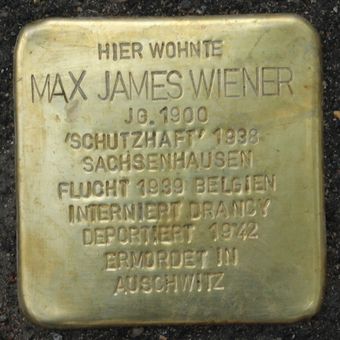 HIER WOHNTE
MAX JAMES WIENER
JG. 1900
'SCHUTZHAFT' 1938
SACHSENHAUSEN
FLUCHT 1939 BELGIEN
INTERNIERT DRANCY
DEPORTIERT 1942
ERMORDET IN
AUSCHWITZ